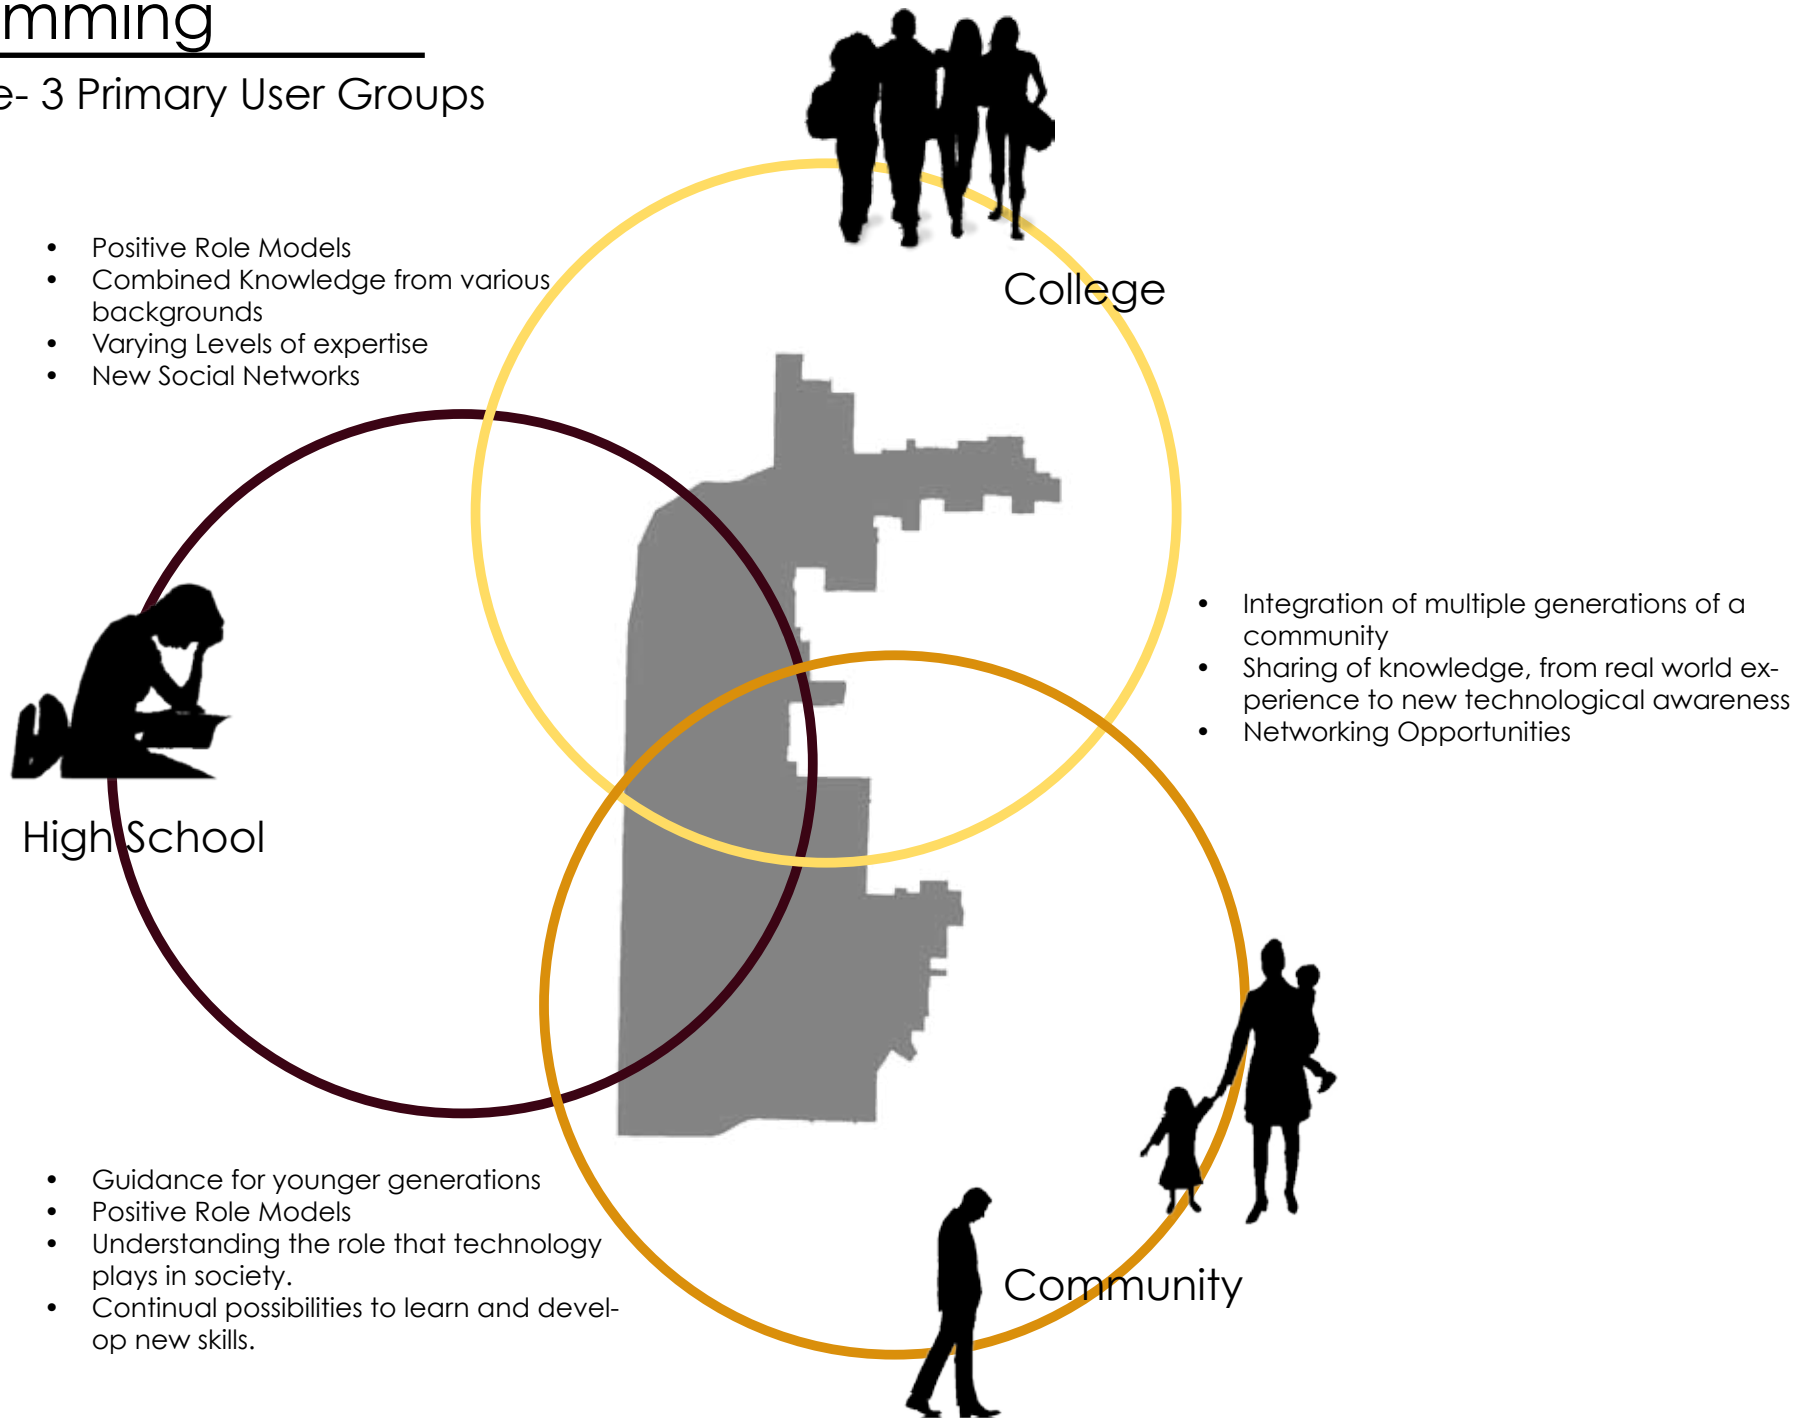 mming
e- 3 Primary User Groups
• Positive Role Models
• Combined Knowledge from various
backgrounds
• Varying Levels of expertise
• New Social Networks
College
• Integration of multiple generations of a
community
• Sharing of knowledge, from real world ex-
perience to new technological awareness
• Networking Opportunities
High School
• Guidance for younger generations
• Positive Role Models
• Understanding the role that technology
plays in society.
• Continual possibilities to learn and devel-
op new skills.
Community